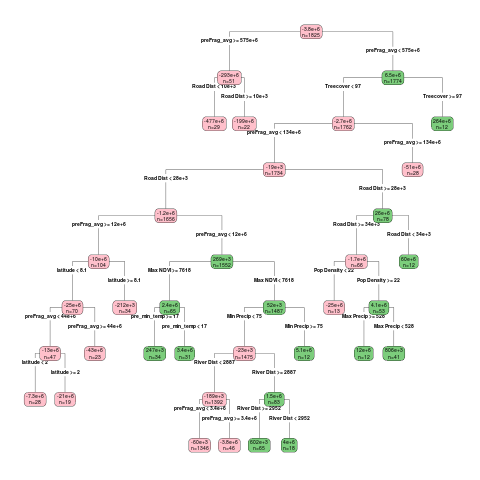 -3.8e+6
n=1825
preFrag_avg >= 575e+6
preFrag_avg < 575e+6
-293e+6
n=51
6.5e+6
n=1774
Road Dist < 10e+3
Road Dist >= 10e+3
Treecover < 97
Treecover >= 97
-477e+6
n=29
-199e+6
n=22
-2.7e+6
n=1762
264e+6
n=12
preFrag_avg < 134e+6
preFrag_avg >= 134e+6
-19e+3
n=1734
-51e+6
n=28
Road Dist < 28e+3
Road Dist >= 28e+3
-1.2e+6
n=1656
26e+6
n=78
preFrag_avg >= 12e+6
preFrag_avg < 12e+6
Road Dist >= 34e+3
Road Dist < 34e+3
-10e+6
n=104
269e+3
n=1552
-1.7e+6
n=66
60e+6
n=12
latitude < 8.1
latitude >= 8.1
Max NDVI >= 7618
Max NDVI < 7618
Pop Density < 22
Pop Density >= 22
-25e+6
n=70
-212e+3
n=34
2.4e+6
n=65
52e+3
n=1487
-25e+6
n=13
4.1e+6
n=53
preFrag_avg < 44e+6
preFrag_avg >= 44e+6
pre_min_temp >= 17
pre_min_temp < 17
Min Precip < 75
Min Precip >= 75
Max Precip >= 528
Max Precip < 528
-13e+6
n=47
-43e+6
n=23
247e+3
n=34
3.4e+6
n=31
-23e+3
n=1475
5.1e+6
n=12
12e+6
n=12
806e+3
n=41
latitude < 2
latitude >= 2
River Dist < 2887
River Dist >= 2887
-7.3e+6
n=28
-21e+6
n=19
-189e+3
n=1392
1.5e+6
n=83
preFrag_avg < 3.4e+6
preFrag_avg >= 3.4e+6
River Dist >= 2952
River Dist < 2952
-60e+3
n=1346
-3.8e+6
n=46
602e+3
n=65
4e+6
n=18